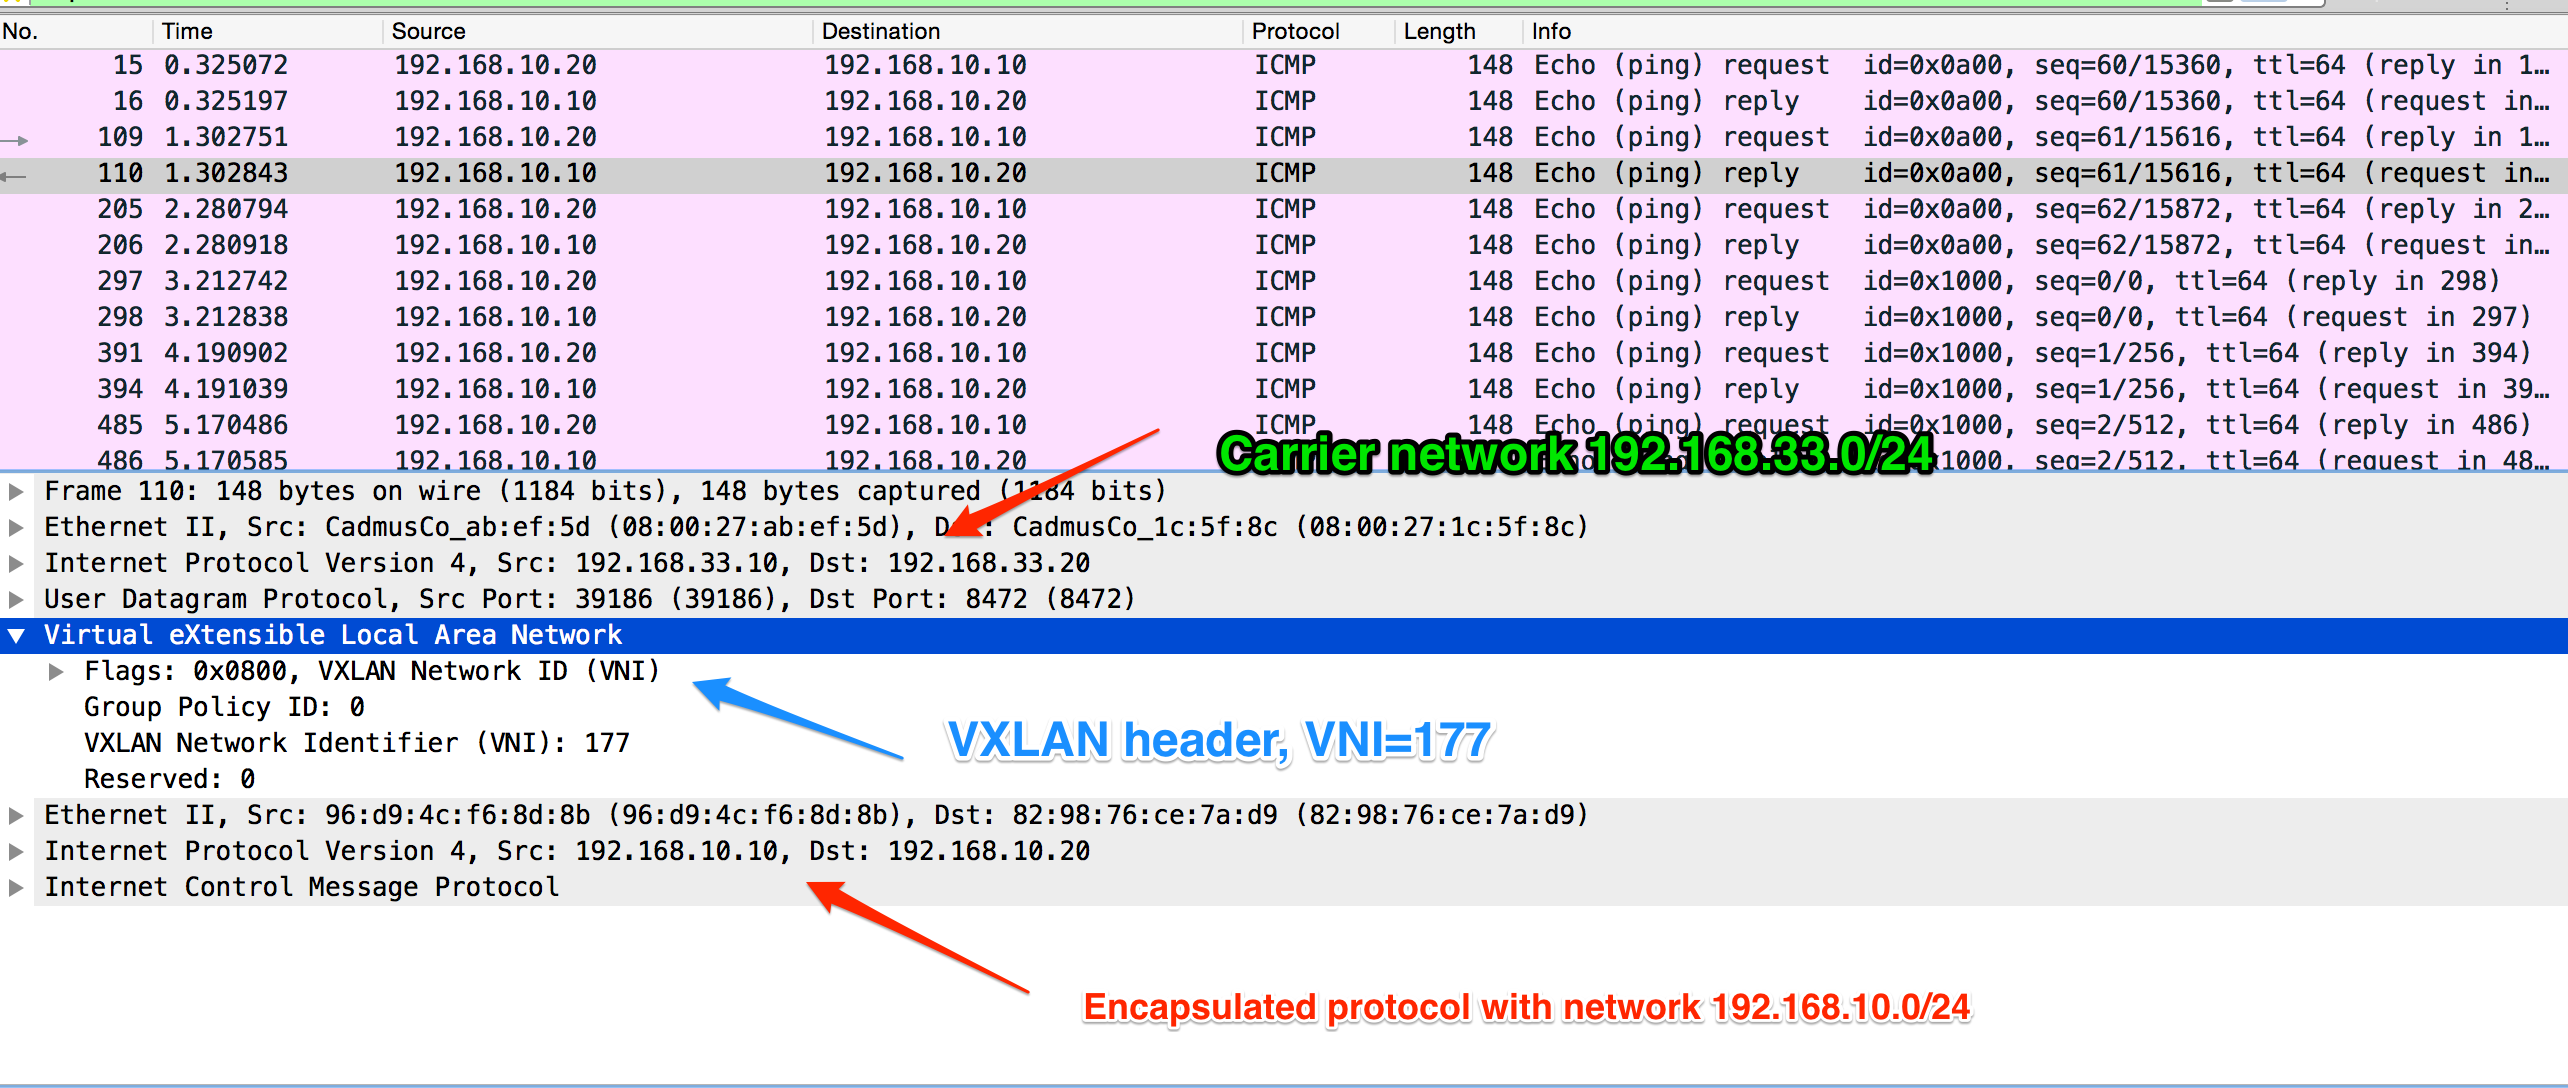 No. Time Source Destination Protocol Length Info
15 0.325072 192.168.10.20 192.168.10.10 ICMP 148 Echo (ping) request id=0x0a00, seq=60/15360, ttl=64 (reply in 1…
16 0.325197 192.168.10.10 192.168.10.20 ICMP 148 Echo (ping) reply id=0x0a00, seq=60/15360, ttl=64 (request in…
109 1.302751 192.168.10.20 192.168.10.10 ICMP 148 Echo (ping) request id=0x0a00, seq=61/15616, ttl=64 (reply in 1…
110 1.302843 192.168.10.10 192.168.10.20 ICMP 148 Echo (ping) reply id=0x0a00, seq=61/15616, ttl=64 (request in…
205 2.280794 192.168.10.20 192.168.10.10 ICMP 148 Echo (ping) request id=0x0a00, seq=62/15872, ttl=64 (reply in 2…
206 2.280918 192.168.10.10 192.168.10.20 ICMP 148 Echo (ping) reply id=0x0a00, seq=62/15872, ttl=64 (request in…
297 3.212742 192.168.10.20 192.168.10.10 ICMP 148 Echo (ping) request id=0x1000, seq=0/0, ttl=64 (reply in 298)
298 3.212838 192.168.10.10 192.168.10.20 ICMP 148 Echo (ping) reply id=0x1000, seq=0/0, ttl=64 (request in 297)
391 4.190902 192.168.10.20 192.168.10.10 ICMP 148 Echo (ping) request id=0x1000, seq=1/256, ttl=64 (reply in 394)
394 4.191039 192.168.10.10 192.168.10.20 ICMP 148 Echo (ping) reply id=0x1000, seq=1/256, ttl=64 (request in 39…
485 5.170486 192.168.10.20 192.168.10.10 ICMP 148 Echo (ping) request id=0x1000, seq=2/512, ttl=64 (reply in 486)
486 5.170585 192.168.10.10 192.168.10.20 seq=2/512, ttl=64 (request in 48…
Carrier network 192.168.33.0/24
Frame 110: 148 bytes on wire (1184 bits), 148 bytes captured (1184 bits)
Ethernet II, Src: CadmusCo_ab:ef:5d (08:00:27:ab:ef:5d), Dst: CadmusCo_1c:5f:8c (08:00:27:1c:5f:8c)
Internet Protocol Version 4, Src: 192.168.33.10, Dst: 192.168.33.20
User Datagram Protocol, Src Port: 39186 (39186), Dst Port: 8472 (8472)
Virtual eXtensible Local Area Network
Flags: 0x0800, VXLAN Network ID (VNI)
Group Policy ID: 0
VXLAN header, VNI=177
VXLAN Network Identifier (VNI): 177
Reserved: 0
Ethernet II, Src: 96:d9:4c:f6:8d:8b (96:d9:4c:f6:8d:8b), Dst: 82:98:76:ce:7a:d9 (82:98:76:ce:7a:d9)
Internet Protocol Version 4, Src: 192.168.10.10, Dst: 192.168.10.20
Internet Control Message Protocol
Encapsulated protocol with network 192.168.10.0/24